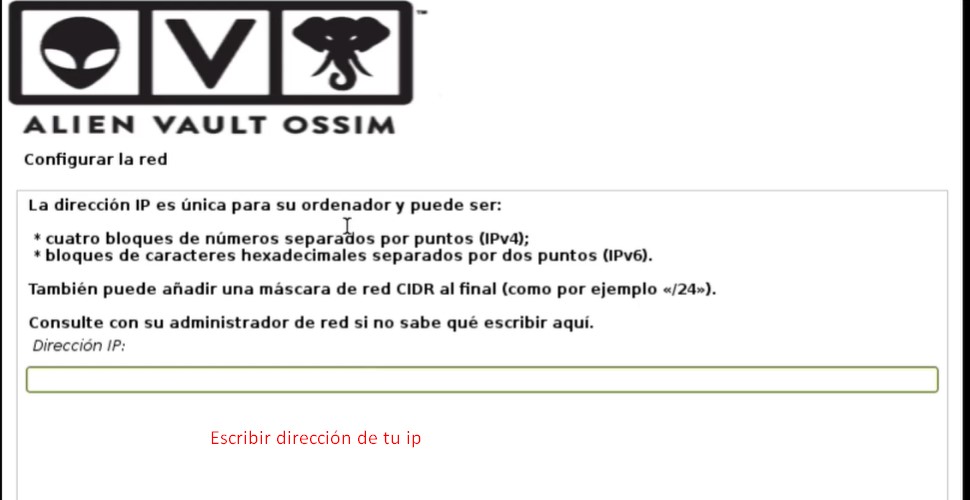 ™
ALIEN VAULT OSSIM
Configurar la red
La dirección IP es única para su ordenador y puede ser:
* cuatro bloques de números separados por puntos (IPv4);
* bloques de caracteres hexadecimales separados por dos puntos (IPv6).
También puede añadir una máscara de red CIDR al final (como por ejemplo «/24»).
Consulte con su administrador de red si no sabe qué escribir aquí.
Dirección IP:
Escribir dirección de tu ip